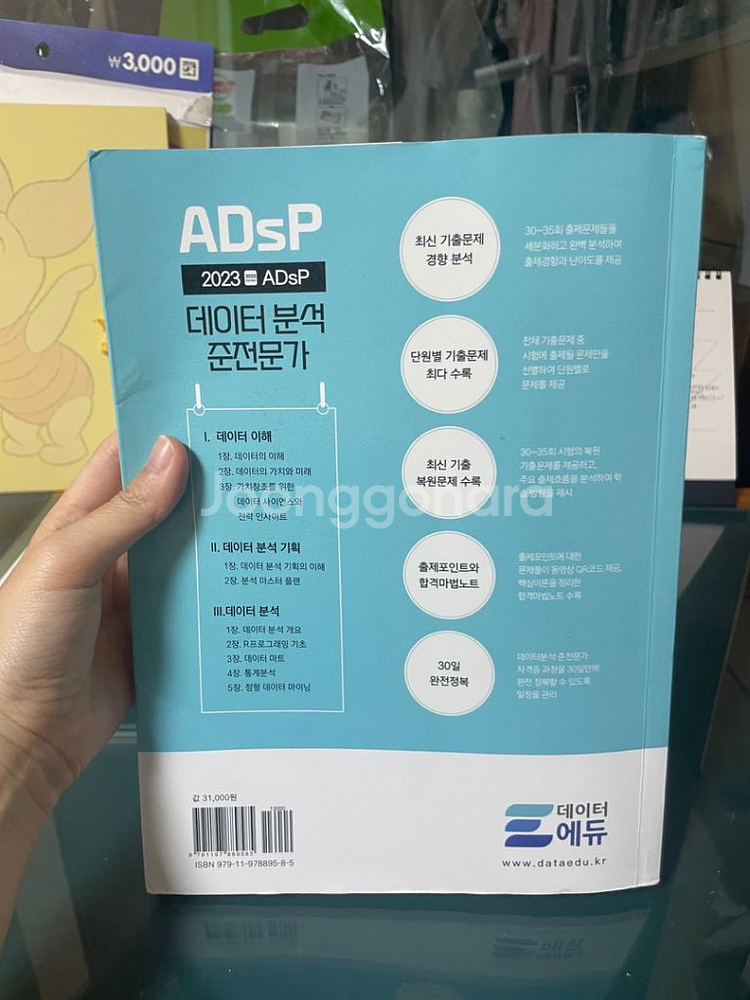 ₩3,000
ADsP
2023 ADsP
데이터 분석
준전문가
I. 데이터 이해
1장. 데이터의 이해
2장. 데이터의 가치와 미래
3장. 가치창조를 위한
데이터 사이언스와
전략 인사이트
II. 데이터 분석 기획
1장. 데이터 분석 기획의 이해
2장. 분석 마스터 플랜
III.데이터 분석
1장. 데이터 분석 개요
2장. R프로그래밍 기초
3장. 데이터 마트
4장. 통계분석
5장. 정형 데이터 마이닝
최신 기출문제
경향 분석
30~35회 출제문제들을
세분화하고 완벽 분석하여
출제경향과 난이도를 제공
단원별 기출문제
최다 수록
전체 기출문제 중
시험에 출제될 문제만을
선별하여 단원별로
문제를 제공
최신 기출
복원문제 수록
30~35회 시험의 복원
기출문제를 제공하고,
주요 출제흐름을 분석하여 학
습방향을 제시
출제포인트와
합격마법노트
출제포인트에 대한
문제풀이 동영상 QR코드 제공,
핵심이론을 정리한
합격마법노트 수록
30일
완전정복
데이터분석 준전문가
자격증 과정을 30일만에
완전 정복할 수 있도록
일정을 관리
Joonggonara
값 31,000원
13000
9 791197 889585
ISBN 979-11-978895-8-5
데이터
에듀
www.dataedu.kr